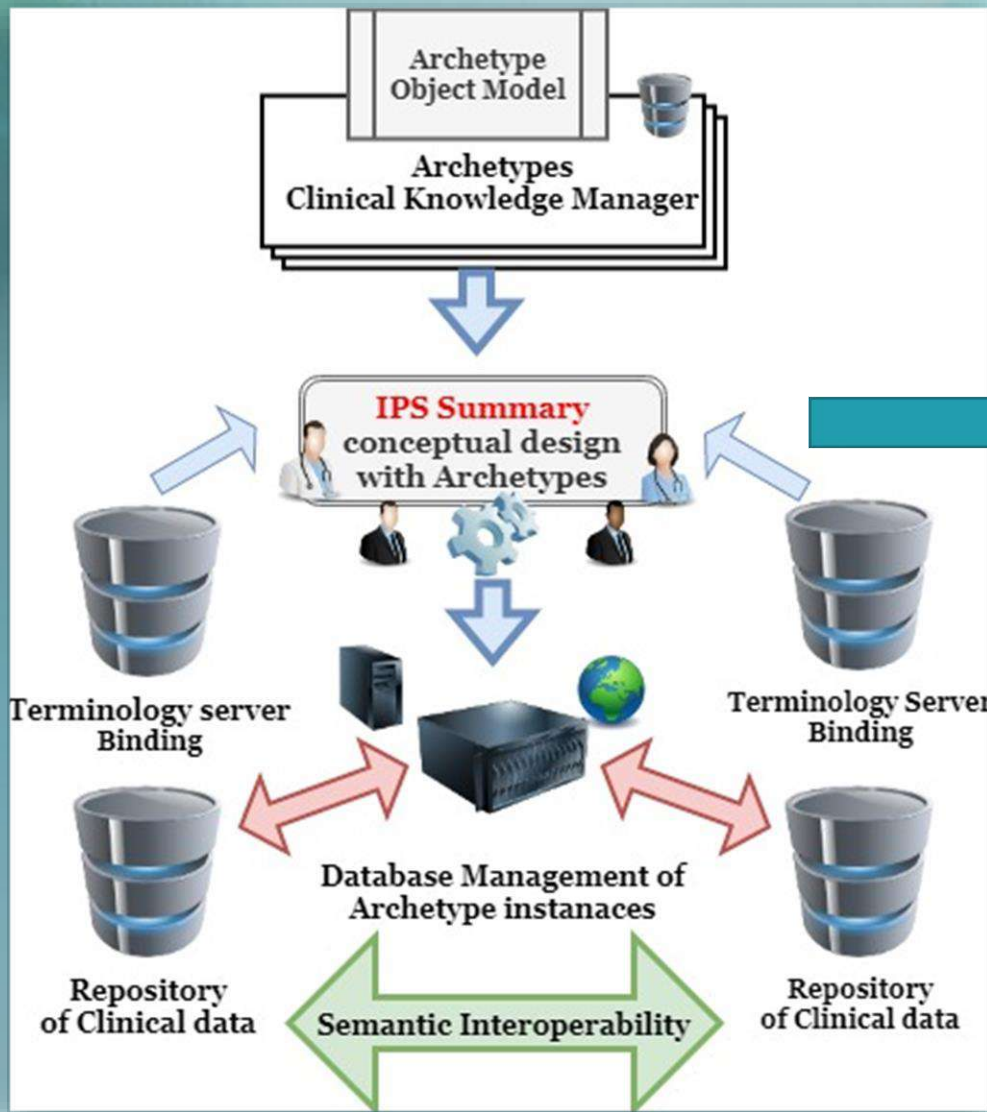 Archetype
Object Model
Archetypes
Clinical Knowledge Manager
IPS Summary
conceptual design
with Archetypes
Terminology server
Binding
Terminology Server
Binding
Database Management of
Archetype instanaces
Repository
of Clinical data
Semantic Interoperability
Repository
of Clinical data